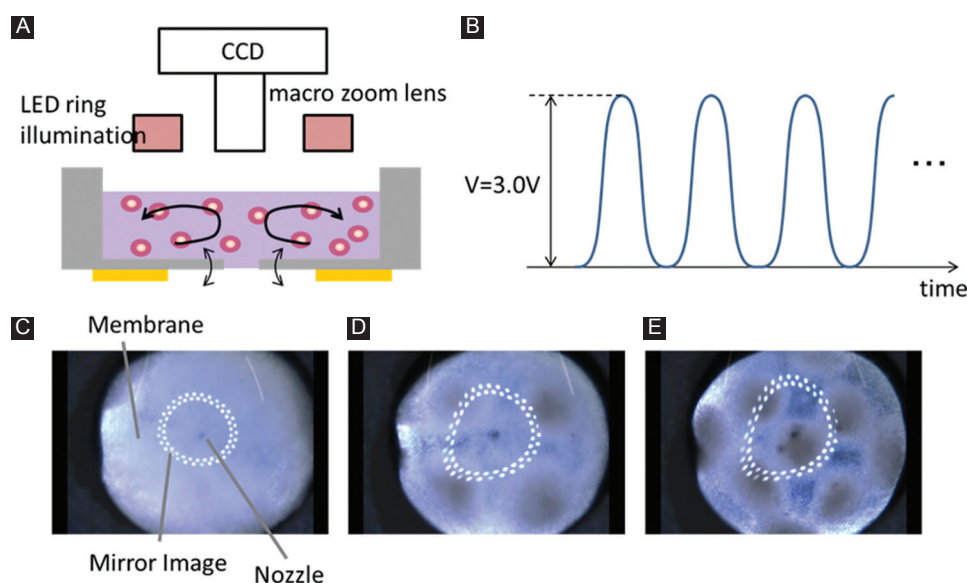 A
CCD
macro zoom lens
LED ring
illumination
B
V=3.0V
...
time
C
Membrane
Mirror Image
Nozzle
D
E